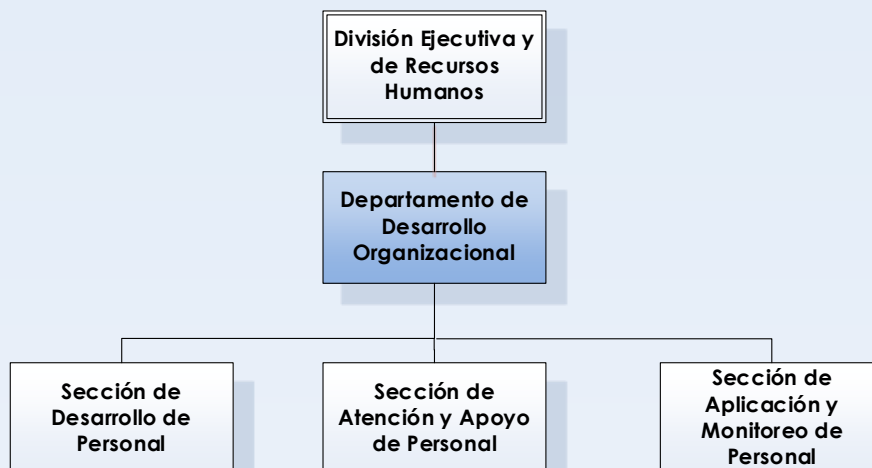 División Ejecutiva y
de Recursos
Humanos
Departamento de
Desarrollo
Organizacional
Sección de
Desarrollo de
Personal
Sección de
Atención y Apoyo
de Personal
Sección de
Aplicación y
Monitoreo de
Personal